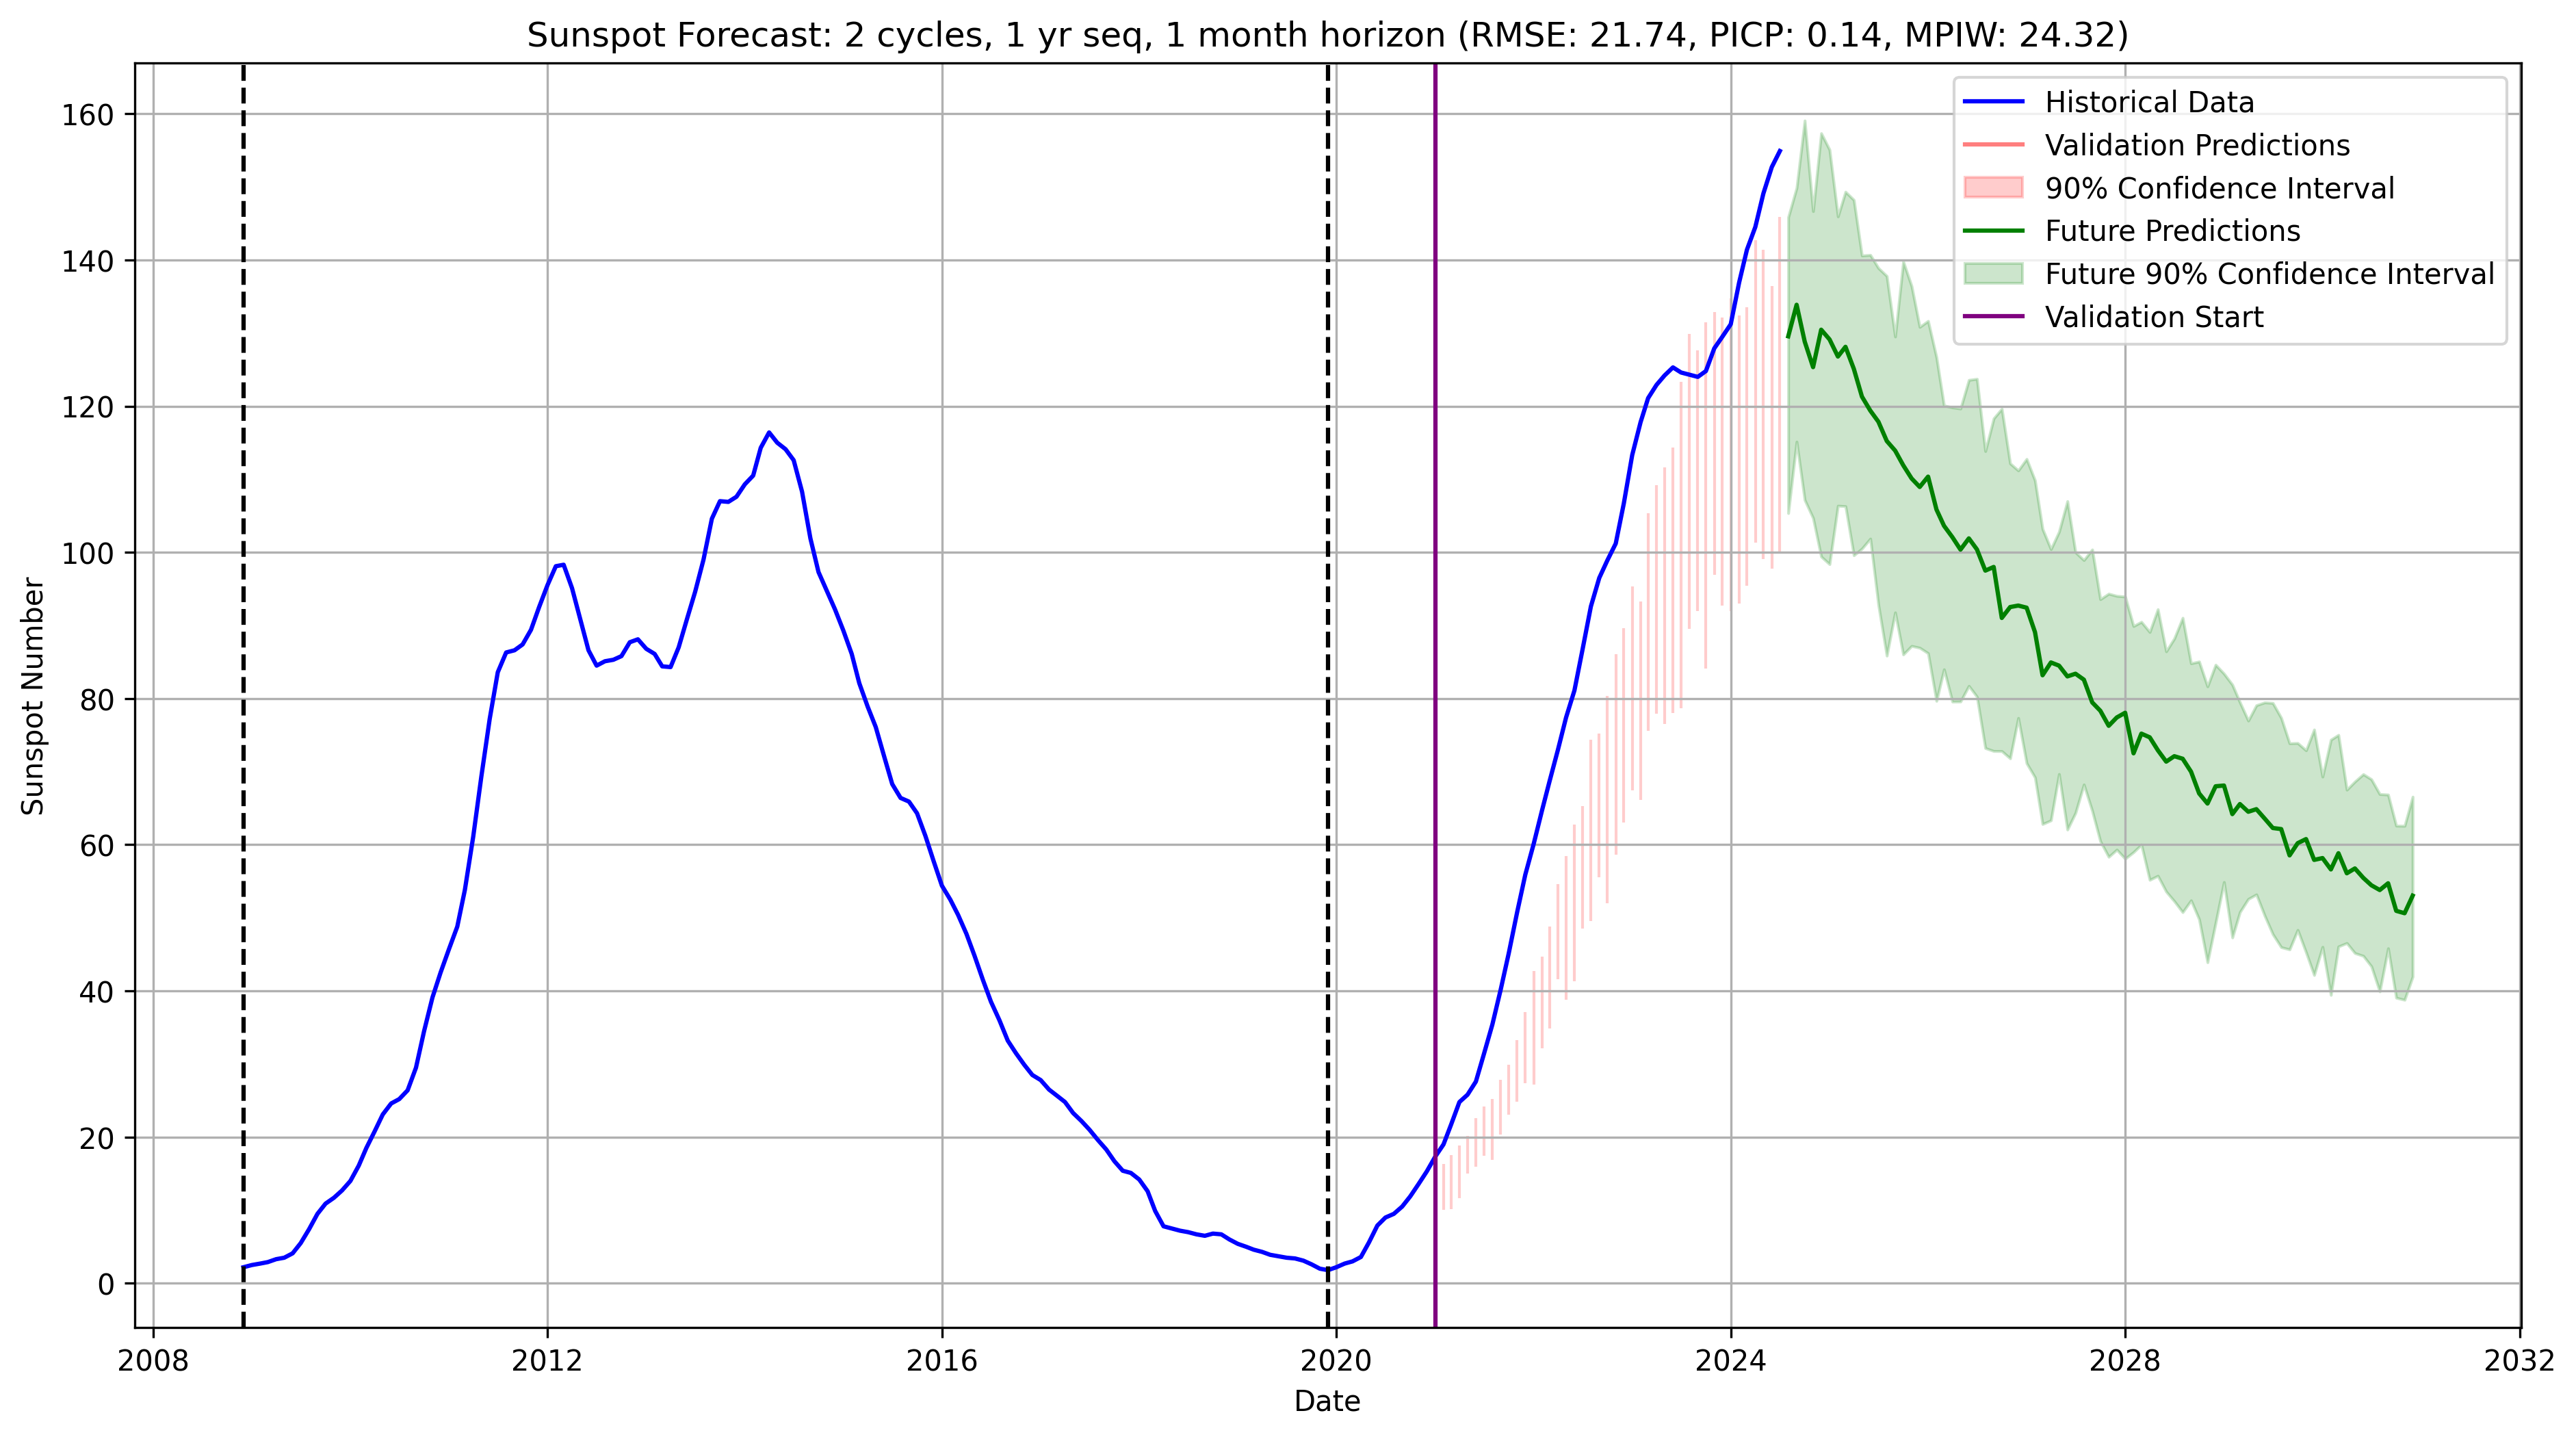 Sunspot Forecast: 2 cycles, 1 yr seq, 1 month horizon (RMSE: 21.74, PICP: 0.14, MPIW: 24.32)
Historical Data
Validation Predictions
90% Confidence Interval
Future Predictions
Future 90% Confidence Interval
Validation Start
Sunspot Number
160
140
120
100
80
60
40
20
0
2008 2012 2016 2020 2024 2028 2032
Date